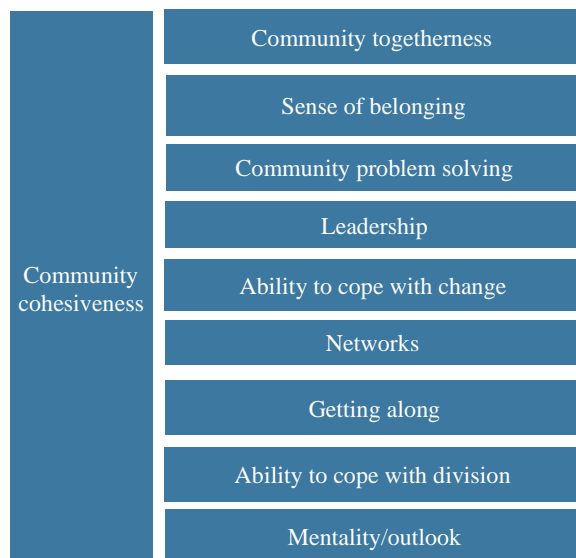 Community
cohesiveness
Community togetherness
Sense of belonging
Community problem solving
Leadership
Ability to cope with change
Networks
Getting along
Ability to cope with division
Mentality/outlook